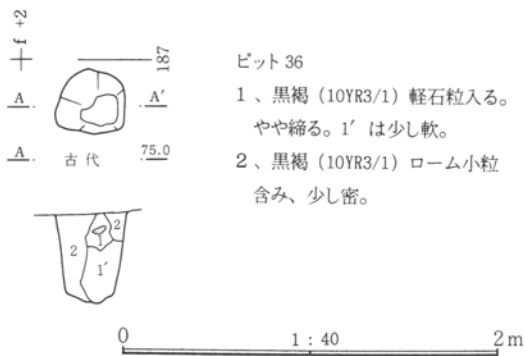 f +2
187
A A′
A 古代 75.0
2 1 2
1′
ピット 36
1、黒褐 (10YR3/1) 軽石粒入る。
やや締る。1′ は少し軟。
2、黒褐 (10YR3/1) ローム小粒
含み、少し密。
0 1 : 40 2m